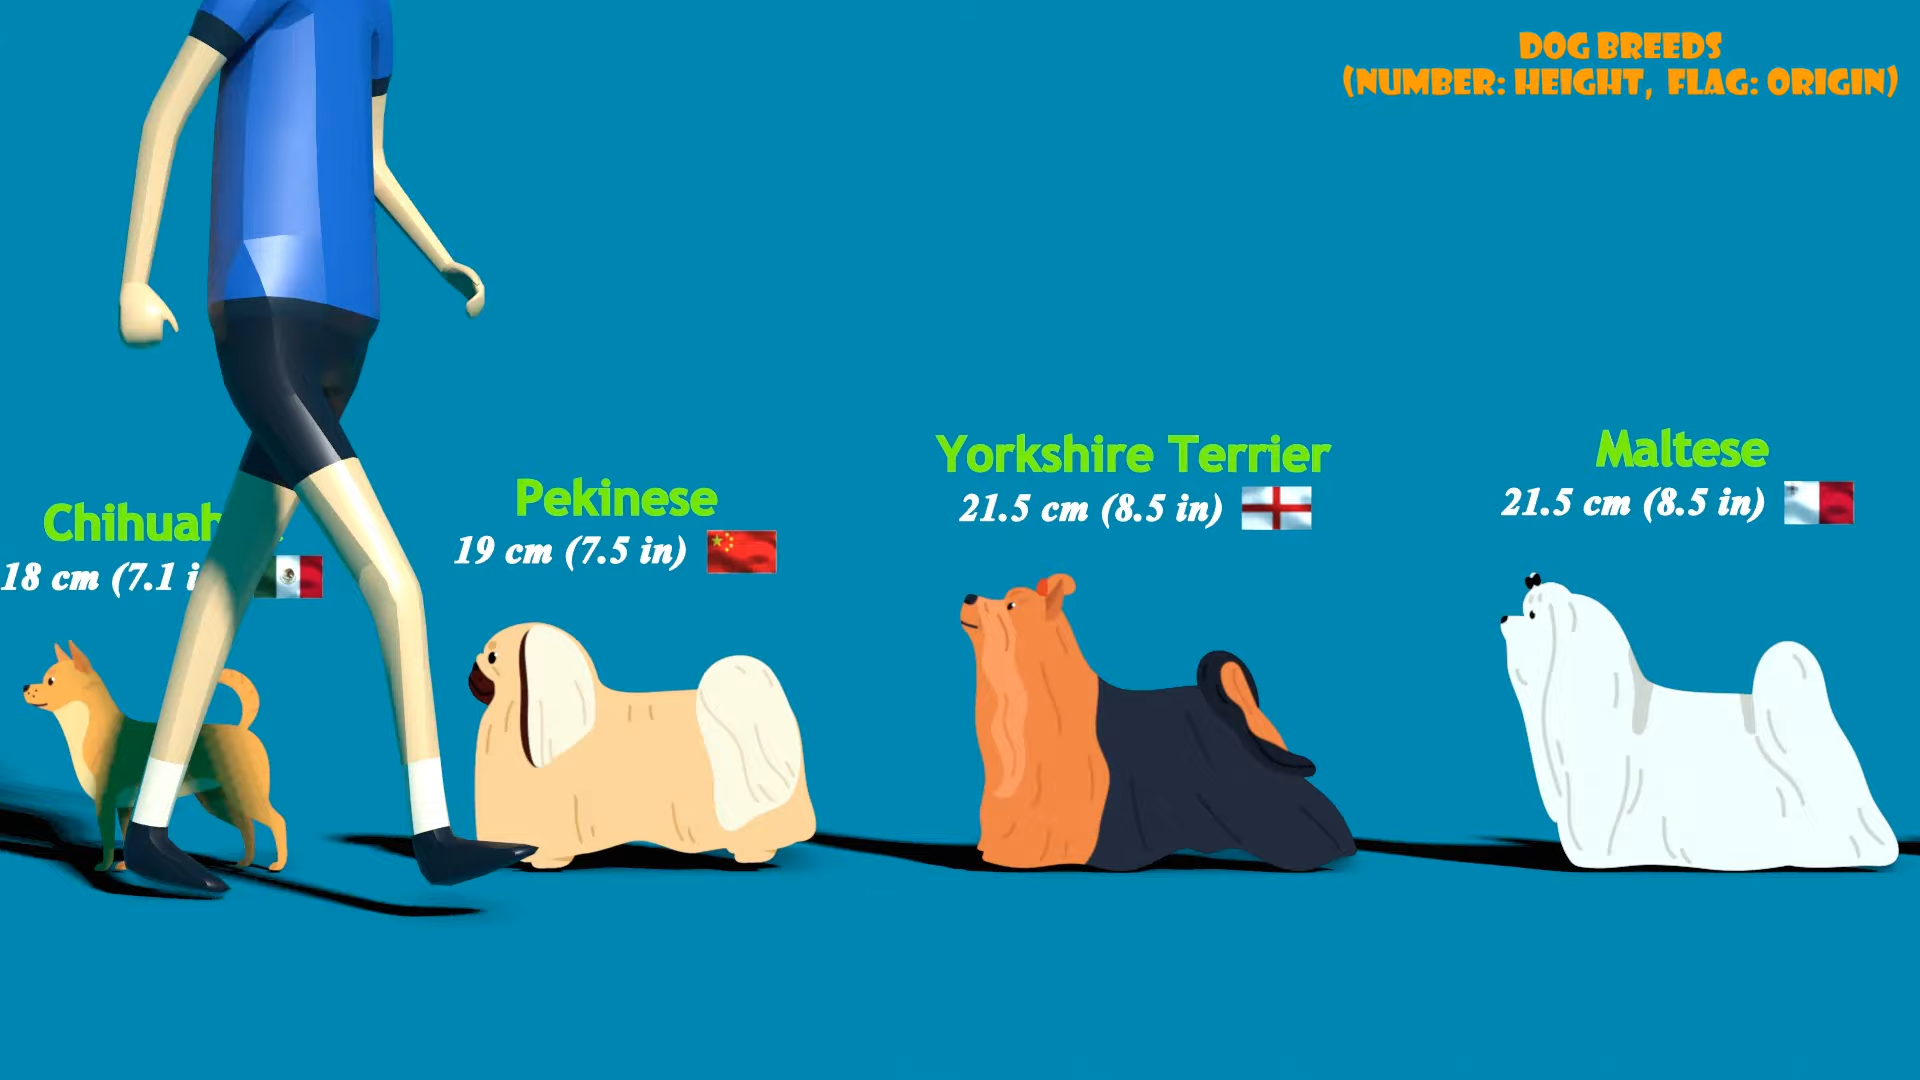 DOG BREEDS
(NUMBER: HEIGHT, FLAG: ORIGIN)
Yorkshire Terrier
21.5 cm (8.5 in)
Maltese
21.5 cm (8.5 in)
Pekinese
19 cm (7.5 in)
18 cm (7.1